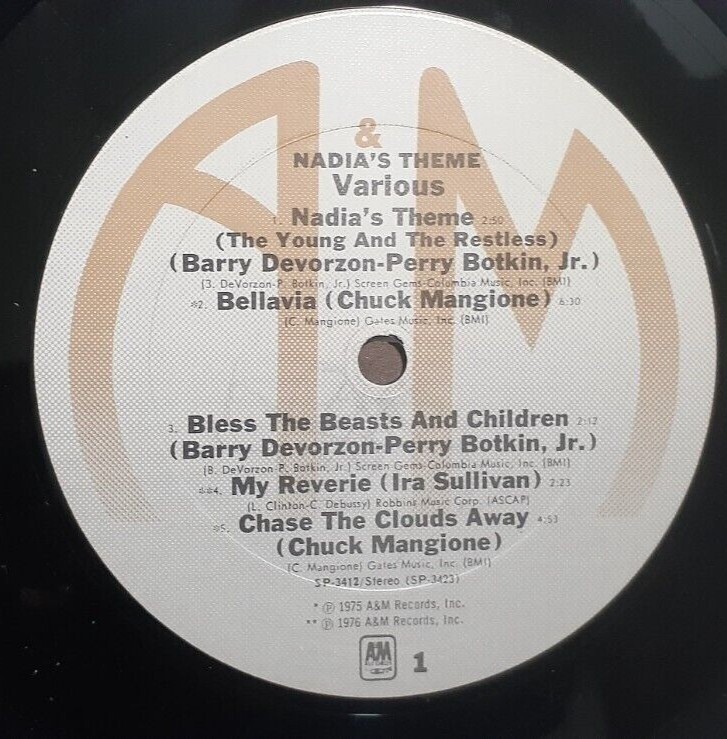 &
NADIA'S THEME
Various
1. Nadia's Theme 2:50
(The Young And The Restless)
(Barry Devorzon-Perry Botkin, Jr.)
(B. DeVorzon-P. Botkin, Jr.) Screen Gems-Columbia Music, Inc. (BMI)
*2. Bellavia (Chuck Mangione) 6:30
(C. Mangione) Gates Music, Inc. (BMI)
3. Bless The Beasts And Children 2:12
(Barry Devorzon-Perry Botkin, Jr.)
(B. DeVorzon-P. Botkin, Jr.) Screen Gems-Columbia Music, Inc. (BMI)
**4. My Reverie (Ira Sullivan) 2:23
(L. Clinton-C. Debussy) Robbins Music Corp. (ASCAP)
*5. Chase The Clouds Away 4:53
(Chuck Mangione)
(C. Mangione) Gates Music, Inc. (BMI)
SP-3412/Stereo (SP-3423)
* ℗ 1975 A&M Records, Inc.
** ℗ 1976 A&M Records, Inc.
A&M RECORDS 1